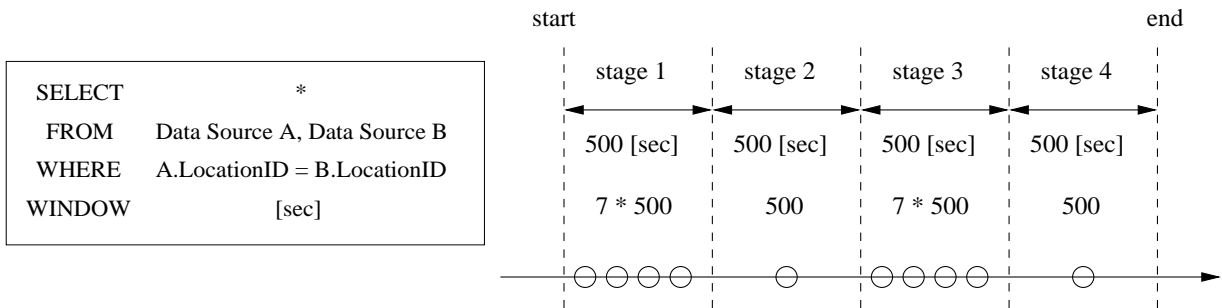 SELECT *
FROM Data Source A, Data Source B
WHERE A.LocationID = B.LocationID
WINDOW [sec]
start end
stage 1 stage 2 stage 3 stage 4
500 [sec] 500 [sec] 500 [sec] 500 [sec]
7 * 500 500 7 * 500 500